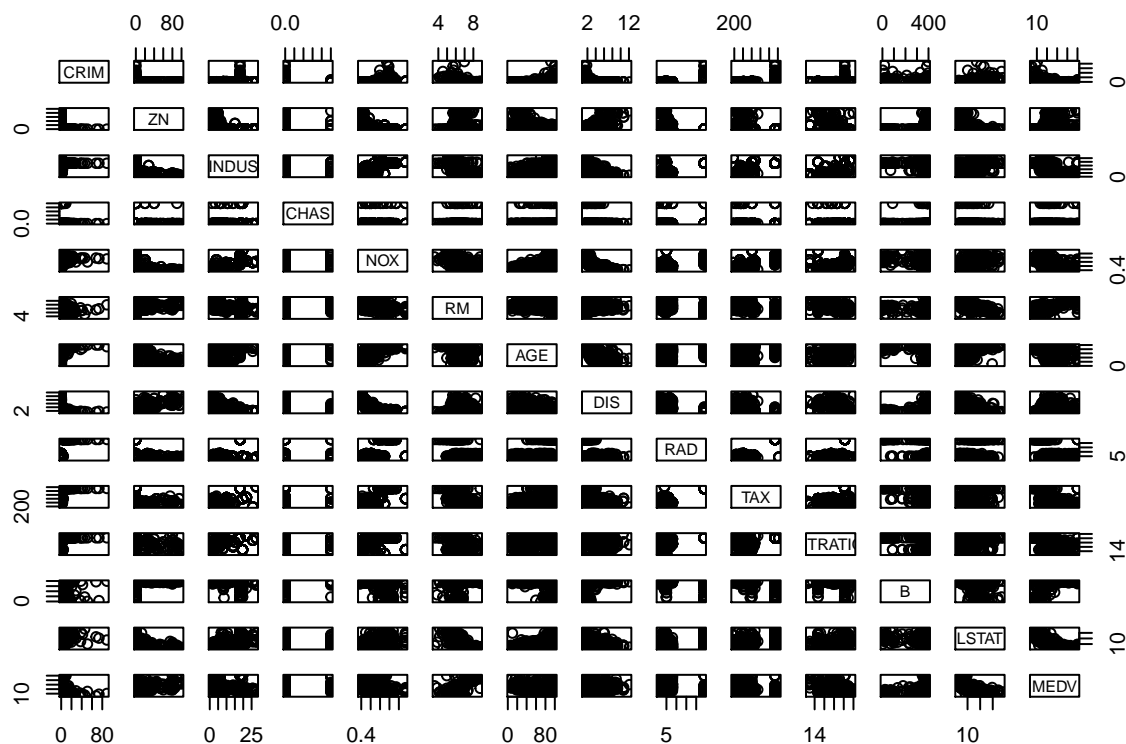 0 80 0.0 4 8 2 12 200 0 400 10
CRIM 0
0 ZN
INDUS 0
0.0 CHAS
NOX 0.4
4 RM
AGE 0
2 DIS
RAD 5
200 TAX
TRATIO 14
0 B
LSTAT 10
10 MEDV
0 80 0 25 0.4 0 80 5 14 10